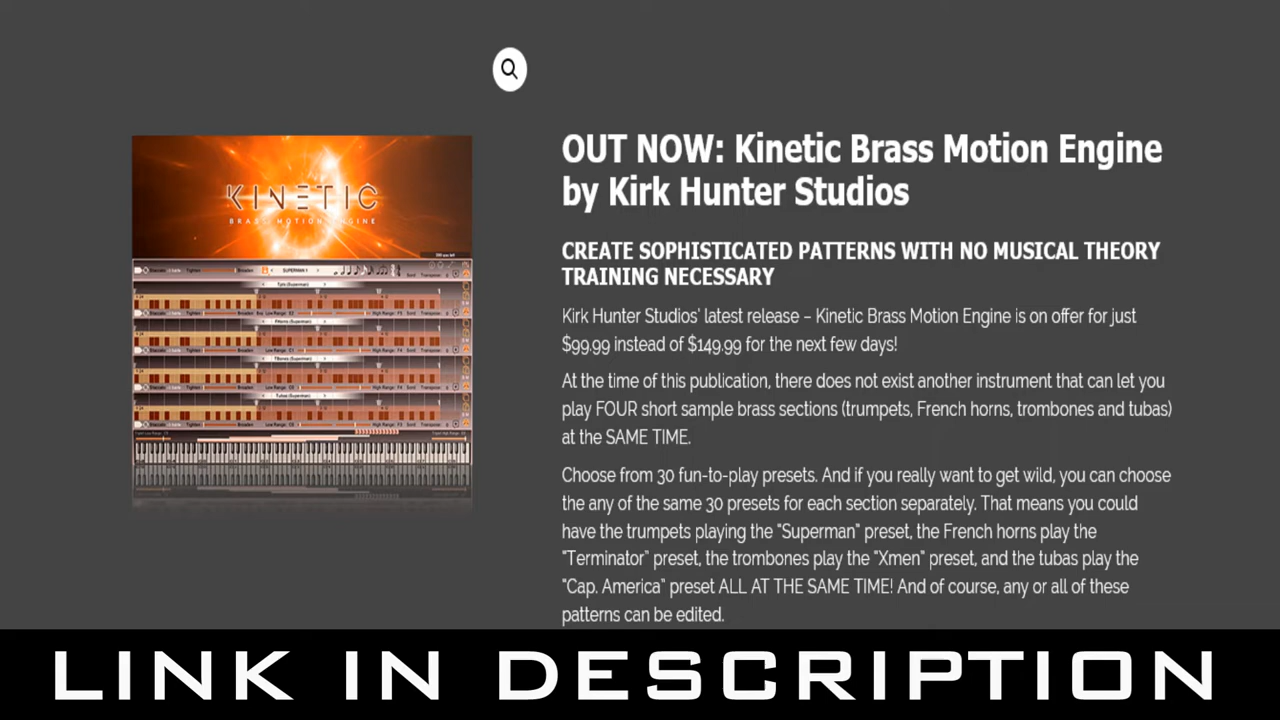 OUT NOW: Kinetic Brass Motion Engine
by Kirk Hunter Studios
KINETIC
BRASS MOTION ENGINE
CREATE SOPHISTICATED PATTERNS WITH NO MUSICAL THEORY
TRAINING NECESSARY
Kirk Hunter Studios' latest release – Kinetic Brass Motion Engine is on offer for just
$99.99 instead of $149.99 for the next few days!
At the time of this publication, there does not exist another instrument that can let you
play FOUR short sample brass sections (trumpets, French horns, trombones and tubas)
at the SAME TIME.
Choose from 30 fun-to-play presets. And if you really want to get wild, you can choose
the any of the same 30 presets for each section separately. That means you could
have the trumpets playing the "Superman" preset, the French horns play the
"Terminator" preset, the trombones play the "Xmen" preset, and the tubas play the
"Cap. America" preset ALL AT THE SAME TIME! And of course, any or all of these
patterns can be edited.
LINK IN DESCRIPTION